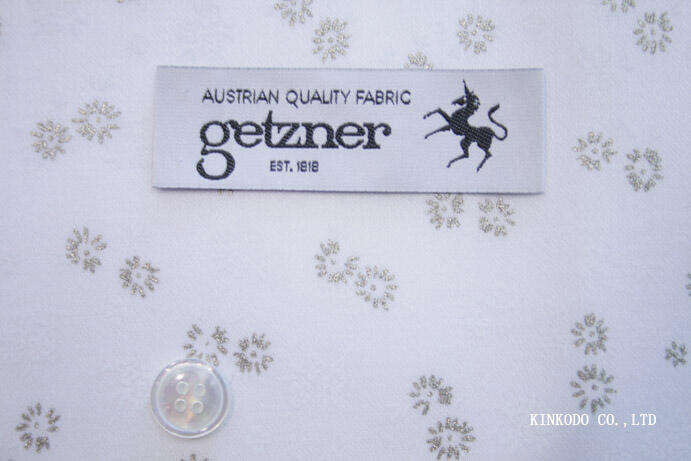 AUSTRIAN QUALITY FABRIC
getzner
EST. 1818
KINKODO CO.,LTD